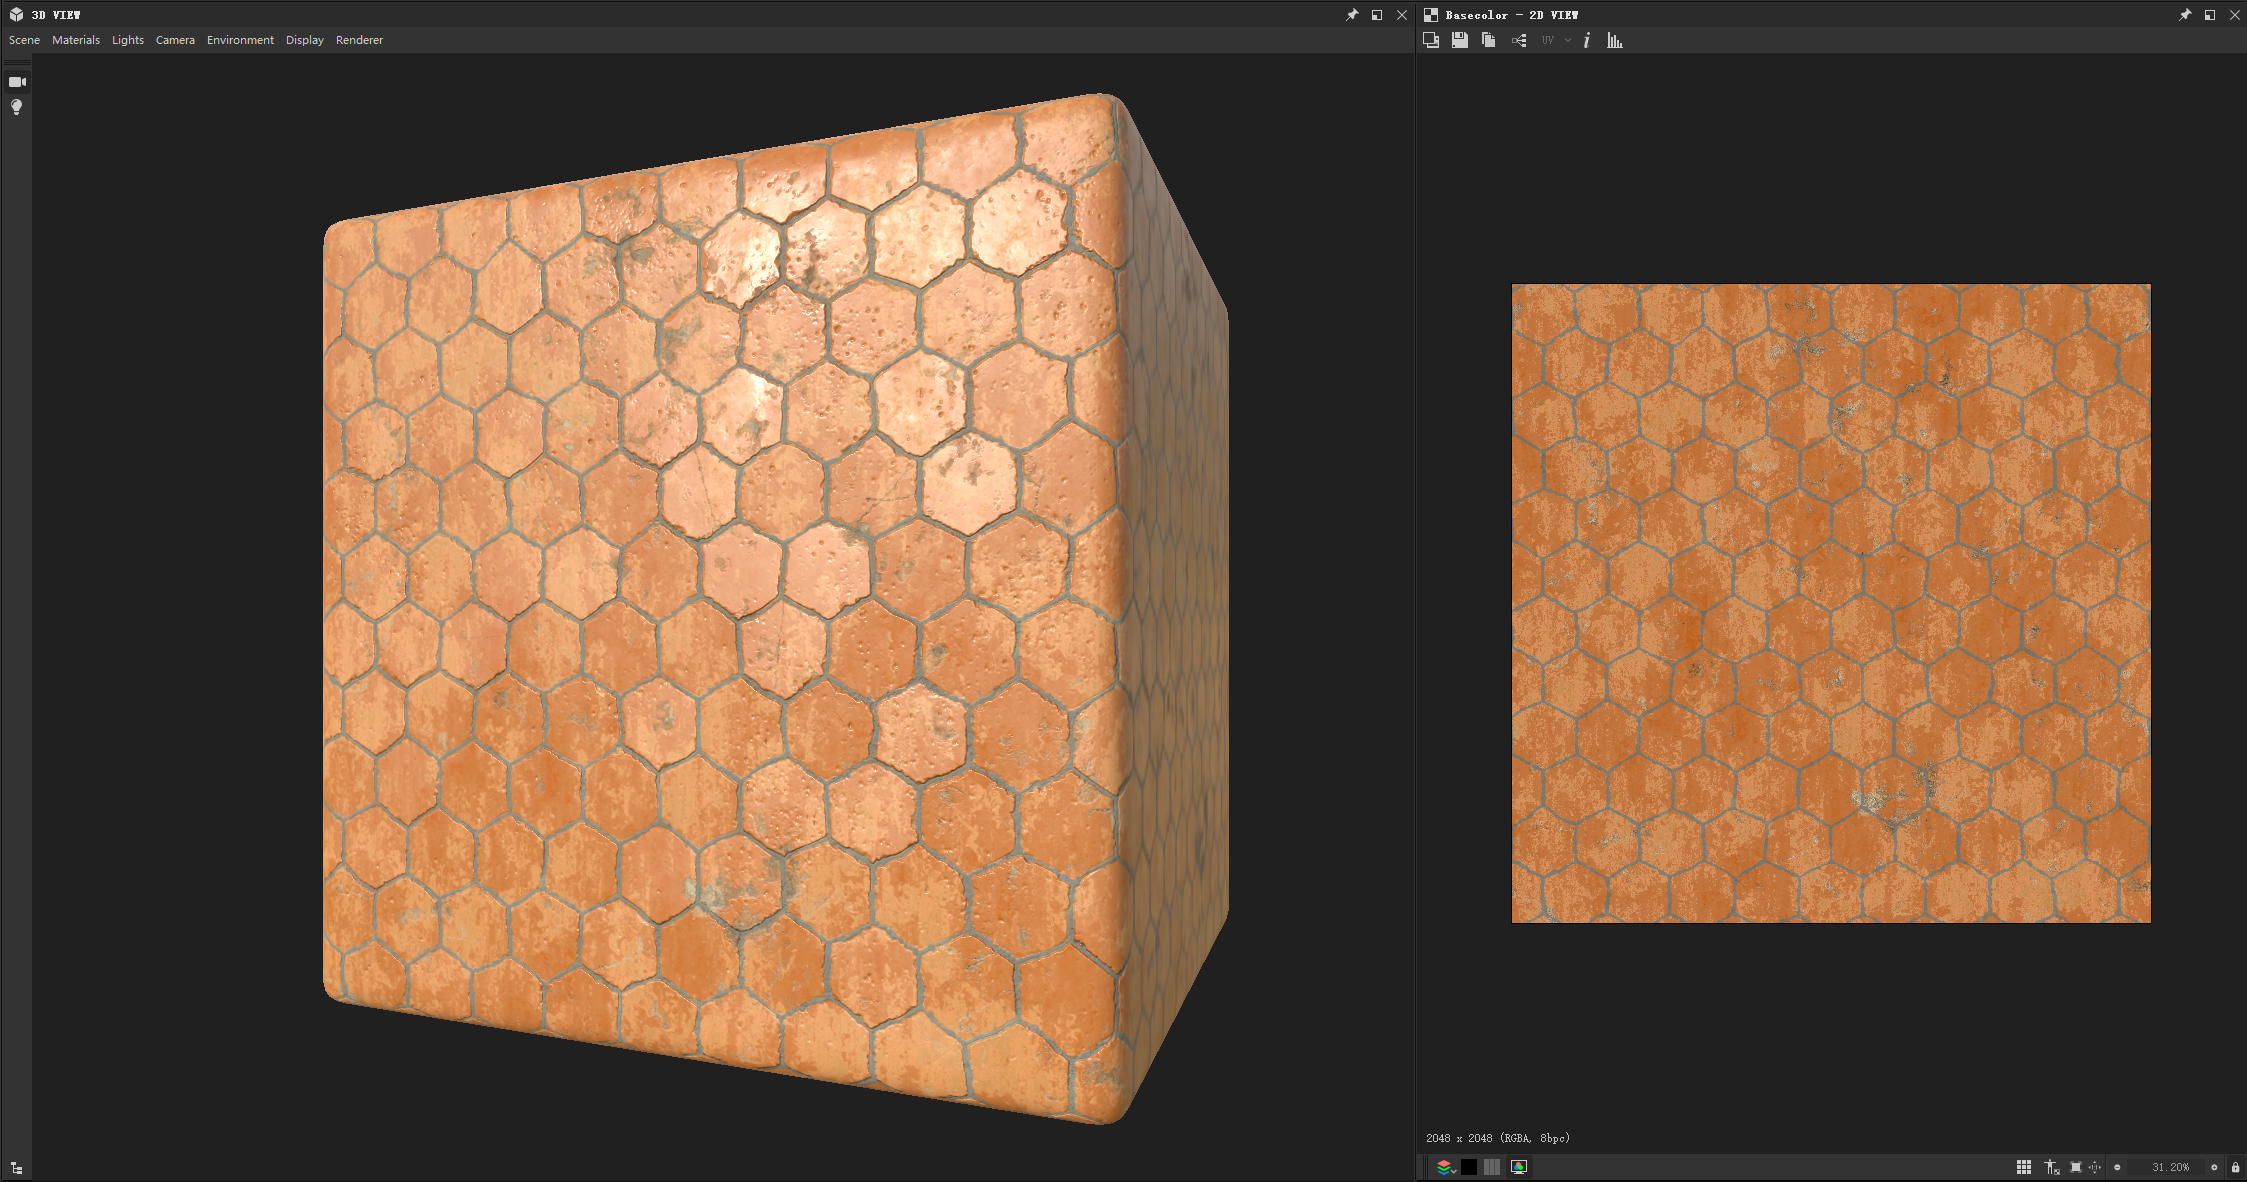 3D VIEW
Scene Materials Lights Camera Environment Display Renderer
Basecolor - 2D VIEW
UV
i
2048 x 2048 (RGBA, 8bpc)
31.20%